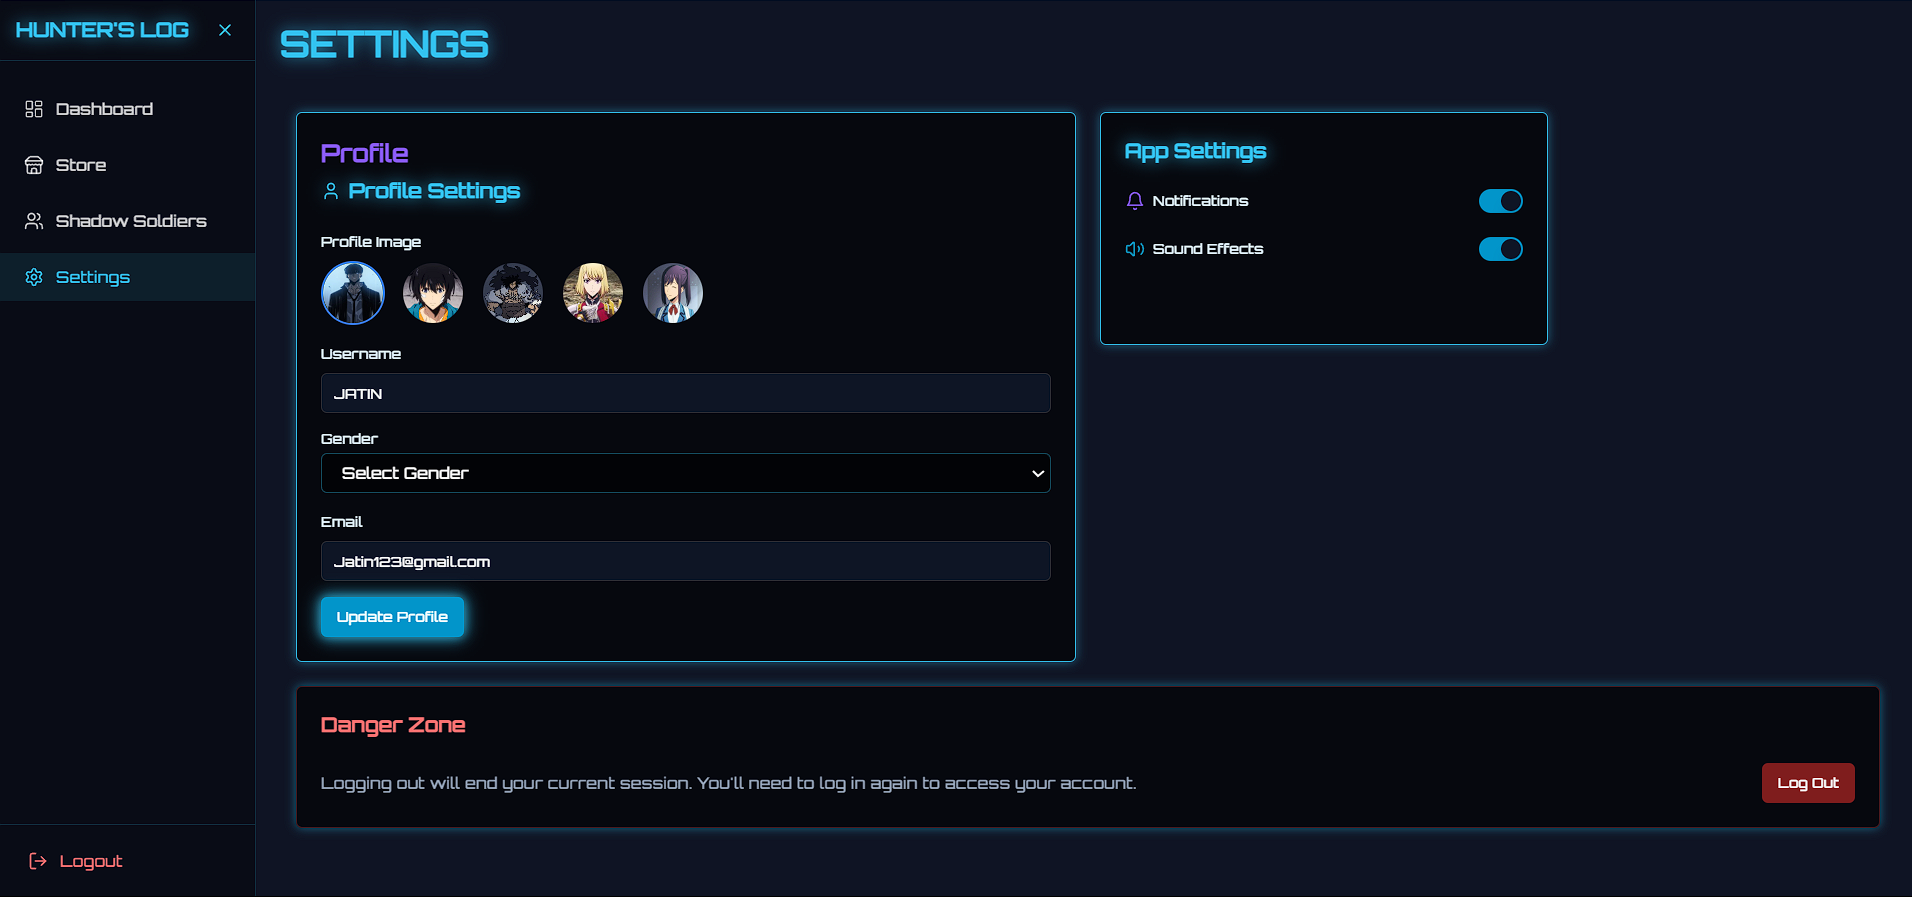 HUNTER'S LOG
Dashboard
Store
Shadow Soldiers
Settings
Logout
SETTINGS
Profile
Profile Settings
Profile Image
Username
JATIN
Gender
Select Gender
Email
Jatin123@gmail.com
Update Profile
App Settings
Notifications
Sound Effects
Danger Zone
Logging out will end your current session. You'll need to log in again to access your account.
Log Out